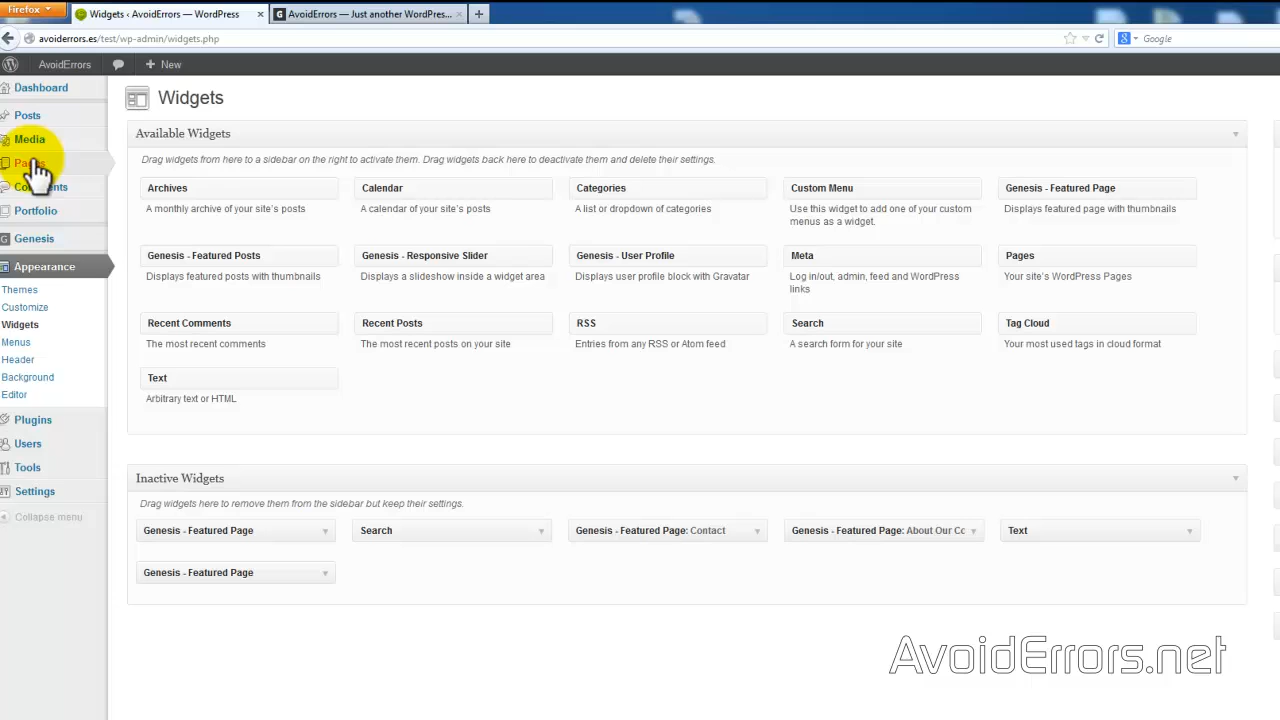 Firefox
Widgets ‹ AvoidErrors — WordPress
AvoidErrors — Just another WordPres...
avoiderrors.es/test/wp-admin/widgets.php
Google
AvoidErrors
New
Dashboard
Posts
Media
Portfolio
Genesis
Appearance
Themes
Customize
Widgets
Menus
Header
Background
Editor
Plugins
Users
Tools
Settings
Collapse menu
Widgets
Available Widgets
Drag widgets from here to a sidebar on the right to activate them. Drag widgets back here to deactivate them and delete their settings.
Archives
A monthly archive of your site's posts
Calendar
A calendar of your site's posts
Categories
A list or dropdown of categories
Custom Menu
Use this widget to add one of your custom
menus as a widget.
Genesis - Featured Page
Displays featured page with thumbnails
Genesis - Featured Posts
Displays featured posts with thumbnails
Genesis - Responsive Slider
Displays a slideshow inside a widget area
Genesis - User Profile
Displays user profile block with Gravatar
Meta
Log in/out, admin, feed and WordPress
links
Pages
Your site's WordPress Pages
Recent Comments
The most recent comments
Recent Posts
The most recent posts on your site
RSS
Entries from any RSS or Atom feed
Search
A search form for your site
Tag Cloud
Your most used tags in cloud format
Text
Arbitrary text or HTML
Inactive Widgets
Drag widgets here to remove them from the sidebar but keep their settings.
Genesis - Featured Page
Search
Genesis - Featured Page: Contact
Genesis - Featured Page: About Our Cc
Text
Genesis - Featured Page
AvoidErrors.net